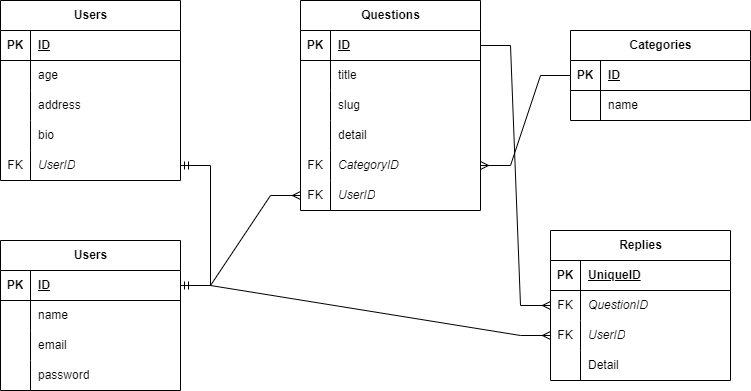 Users
PK ID
age
address
bio
FK UserID
Users
PK ID
name
email
password
Questions
PK ID
title
slug
detail
FK CategoryID
FK UserID
Categories
PK ID
name
Replies
PK UniqueID
FK QuestionID
FK UserID
Detail